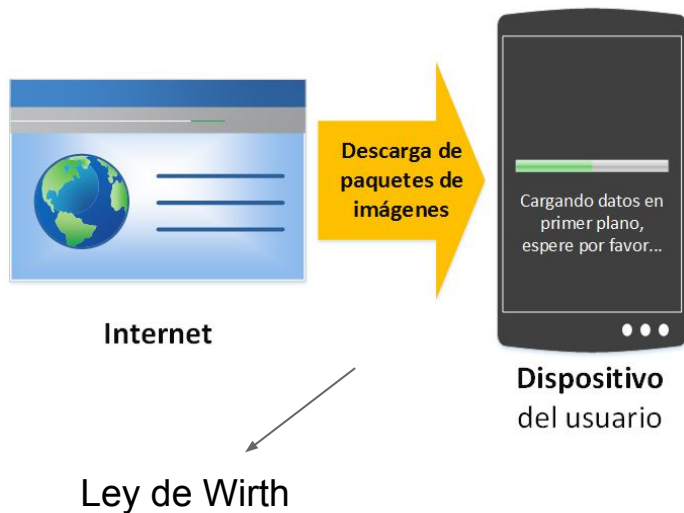 Descarga de
paquetes de
imágenes
Cargando datos en
primer plano,
espere por favor...
Internet
Dispositivo
del usuario
Ley de Wirth